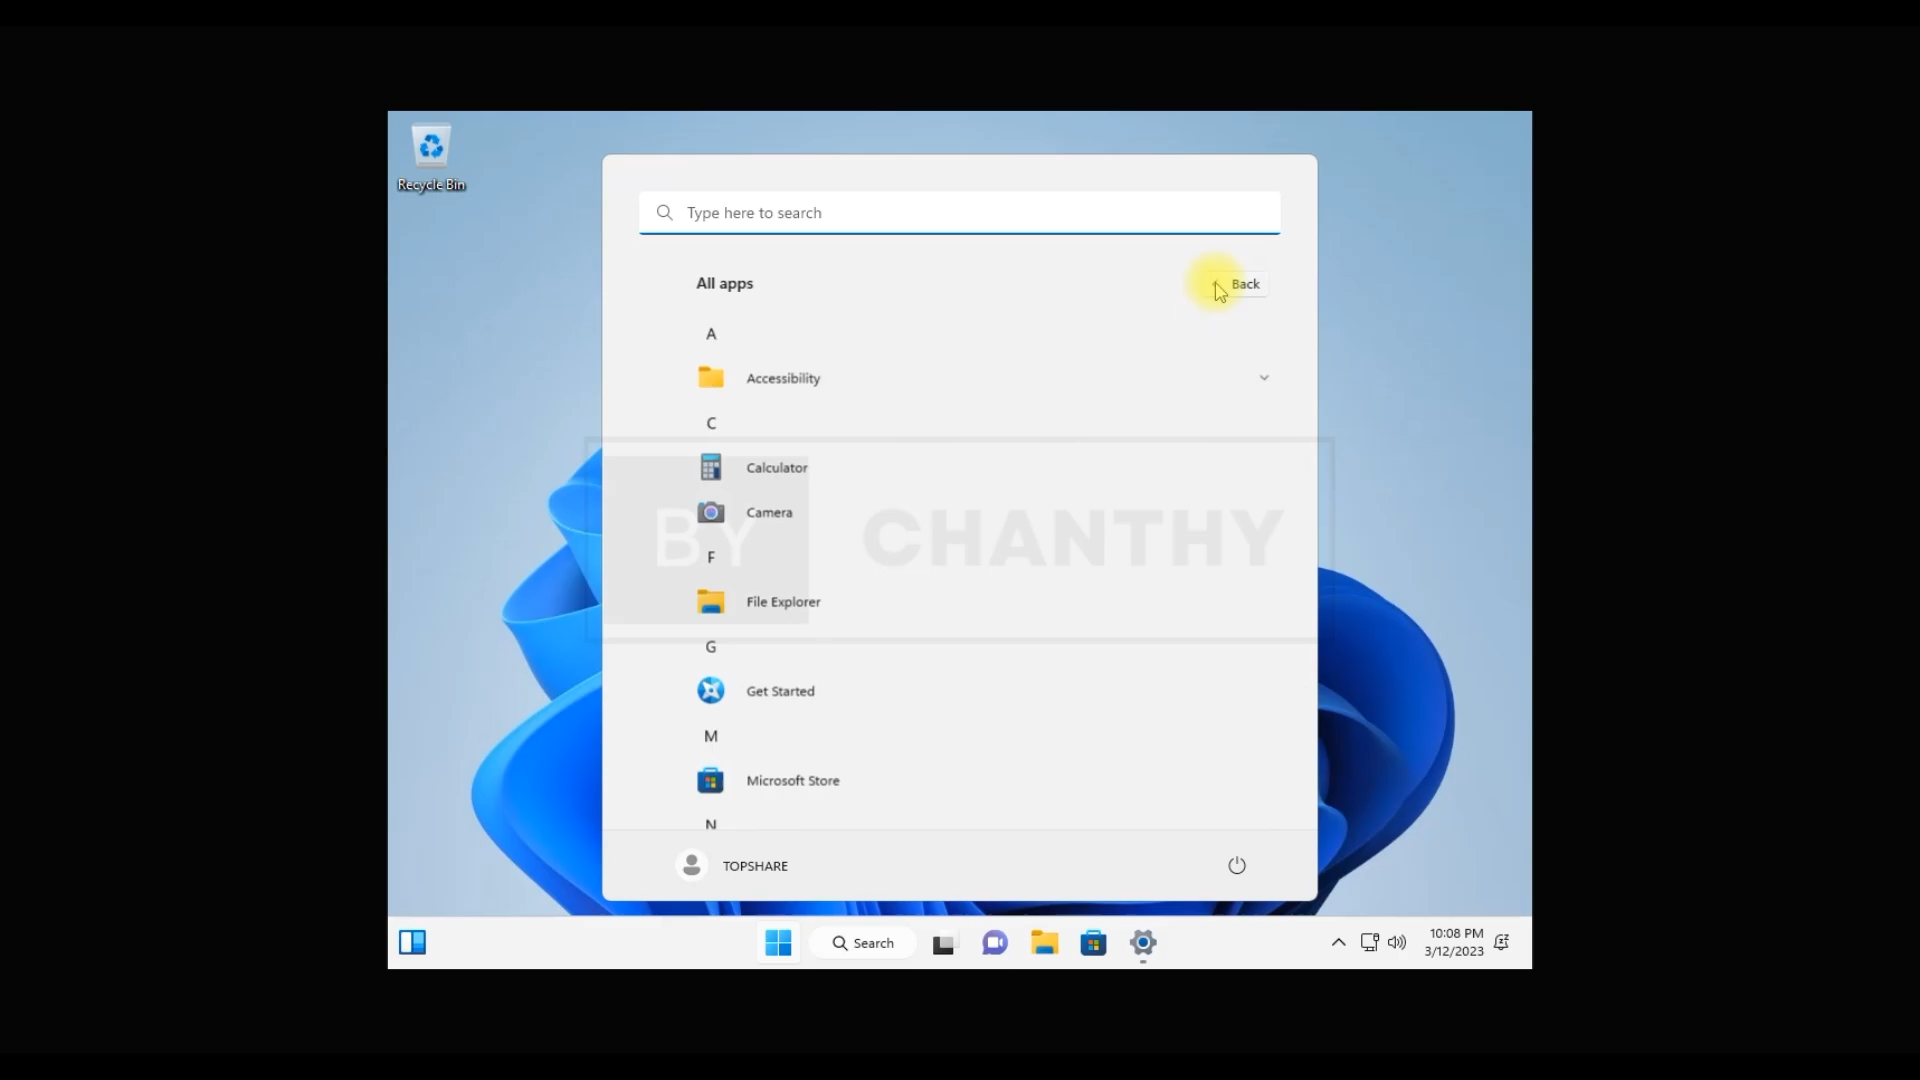 Recycle Bin
Type here to search
All apps
Back
A
Accessibility
C
Calculator
Camera
BY CHANTHY
F
File Explorer
G
Get Started
M
Microsoft Store
N
TOPSHARE
Search
10:08 PM
3/12/2023